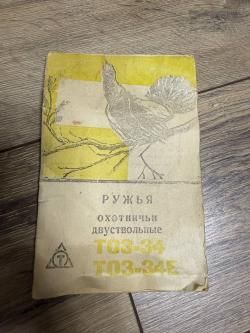 РУЖЬЯ
охотничьи
двуствольные
ТОЗ-34
ТОЗ-34Е
Т